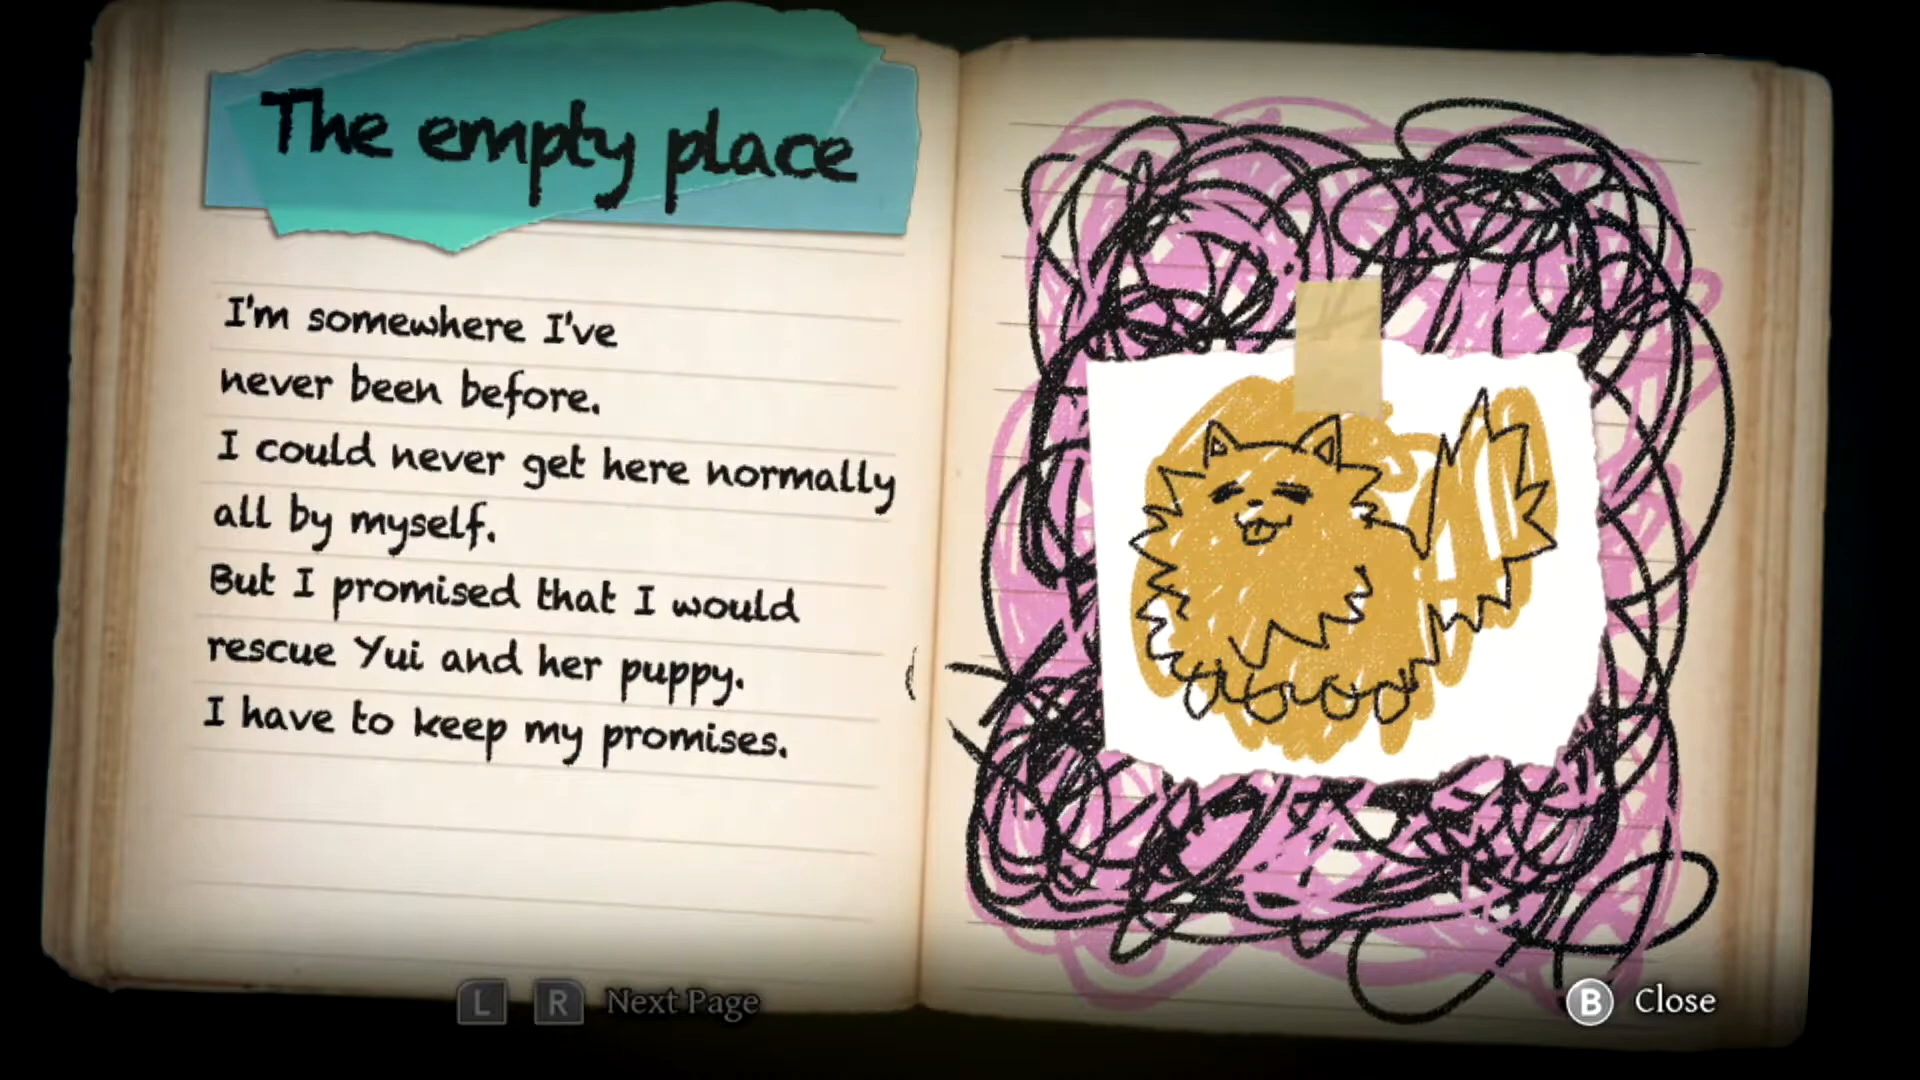 The empty place
I'm somewhere I've
never been before.
I could never get here normally
all by myself.
But I promised that I would
rescue Yui and her puppy.
I have to keep my promises.
L R Next Page
B Close